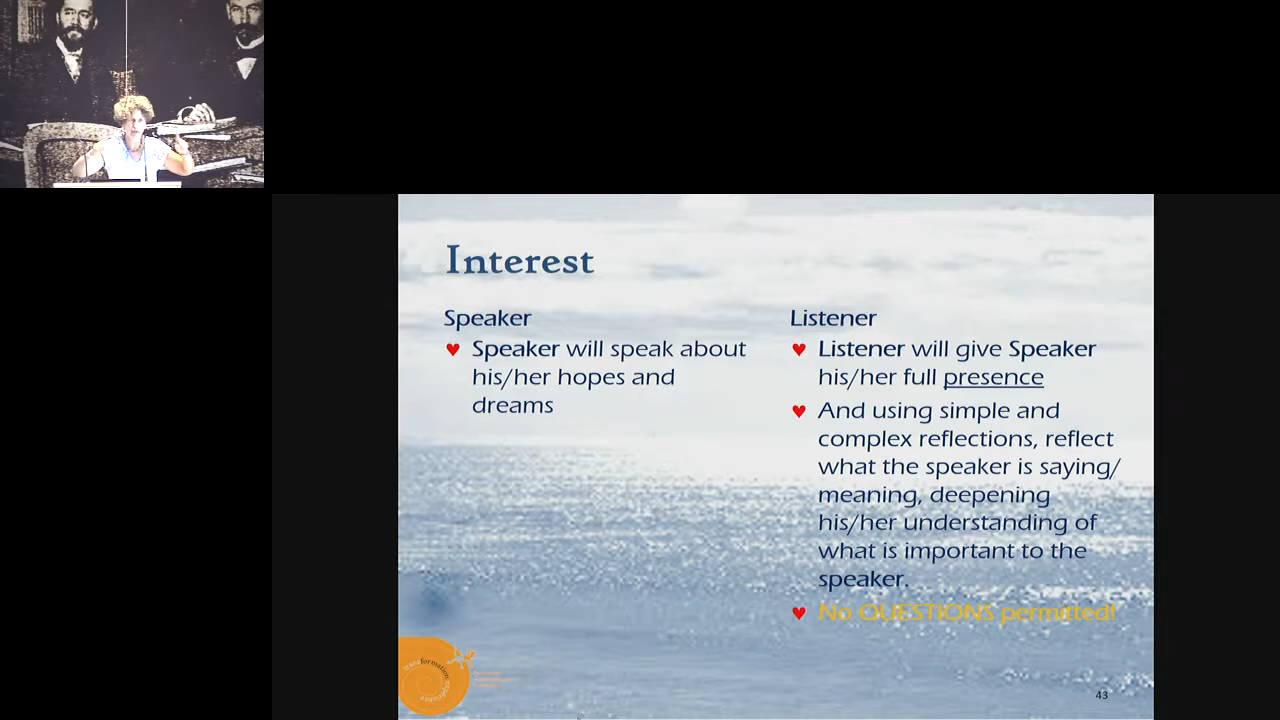 Interest
Speaker
Speaker will speak about
his/her hopes and
dreams
Listener
Listener will give Speaker
his/her full presence
And using simple and
complex reflections, reflect
what the speaker is saying/
meaning, deepening
his/her understanding of
what is important to the
speaker.
No QUESTIONS permitted!
43